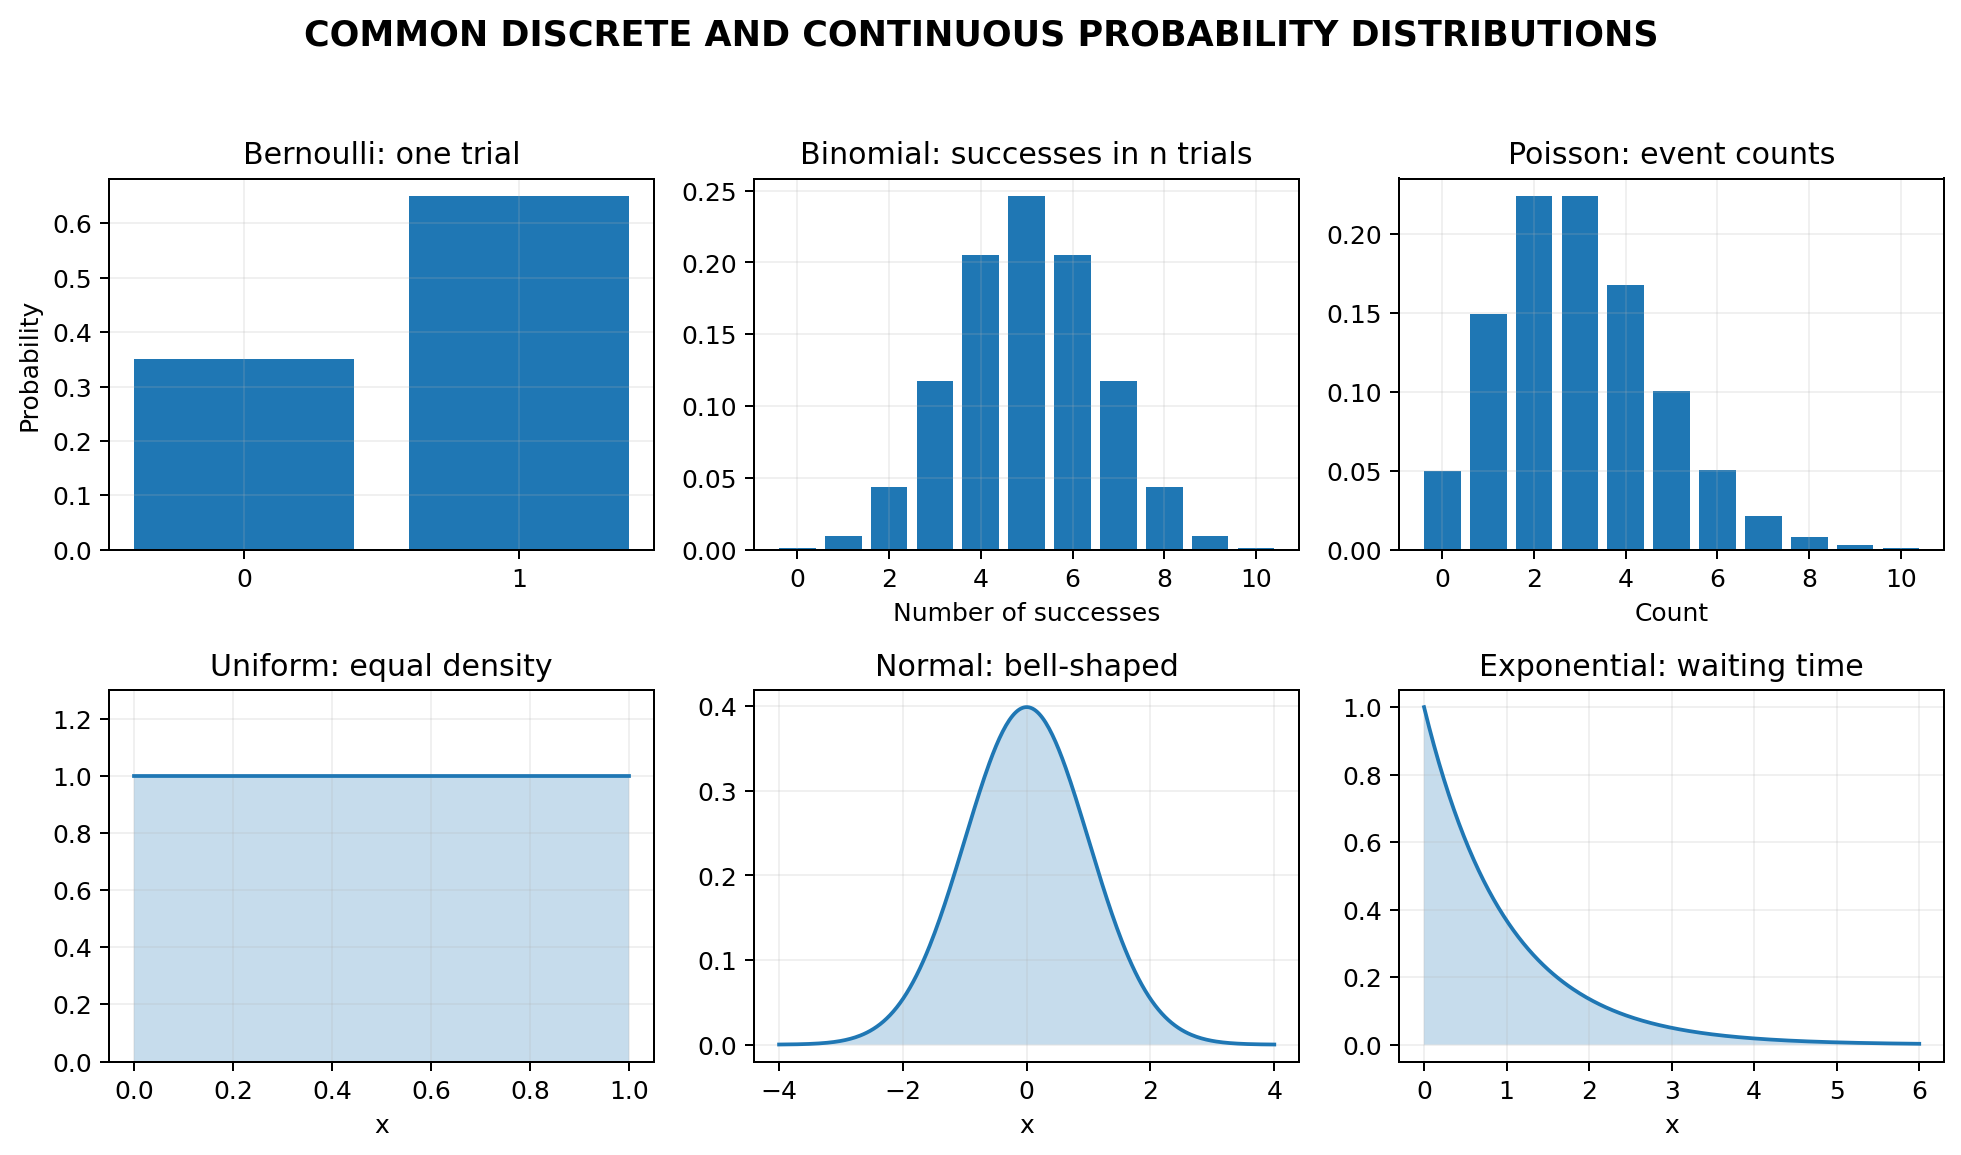 COMMON DISCRETE AND CONTINUOUS PROBABILITY DISTRIBUTIONS
Bernoulli: one trial
Probability
0.6
0.5
0.4
0.3
0.2
0.1
0.0
0 1
Binomial: successes in n trials
0.25
0.20
0.15
0.10
0.05
0.00
0 2 4 6 8 10
Number of successes
Poisson: event counts
0.20
0.15
0.10
0.05
0.00
0 2 4 6 8 10
Count
Uniform: equal density
1.2
1.0
0.8
0.6
0.4
0.2
0.0
0.0 0.2 0.4 0.6 0.8 1.0
x
Normal: bell-shaped
0.4
0.3
0.2
0.1
0.0
−4 −2 0 2 4
x
Exponential: waiting time
1.0
0.8
0.6
0.4
0.2
0.0
0 1 2 3 4 5 6
x